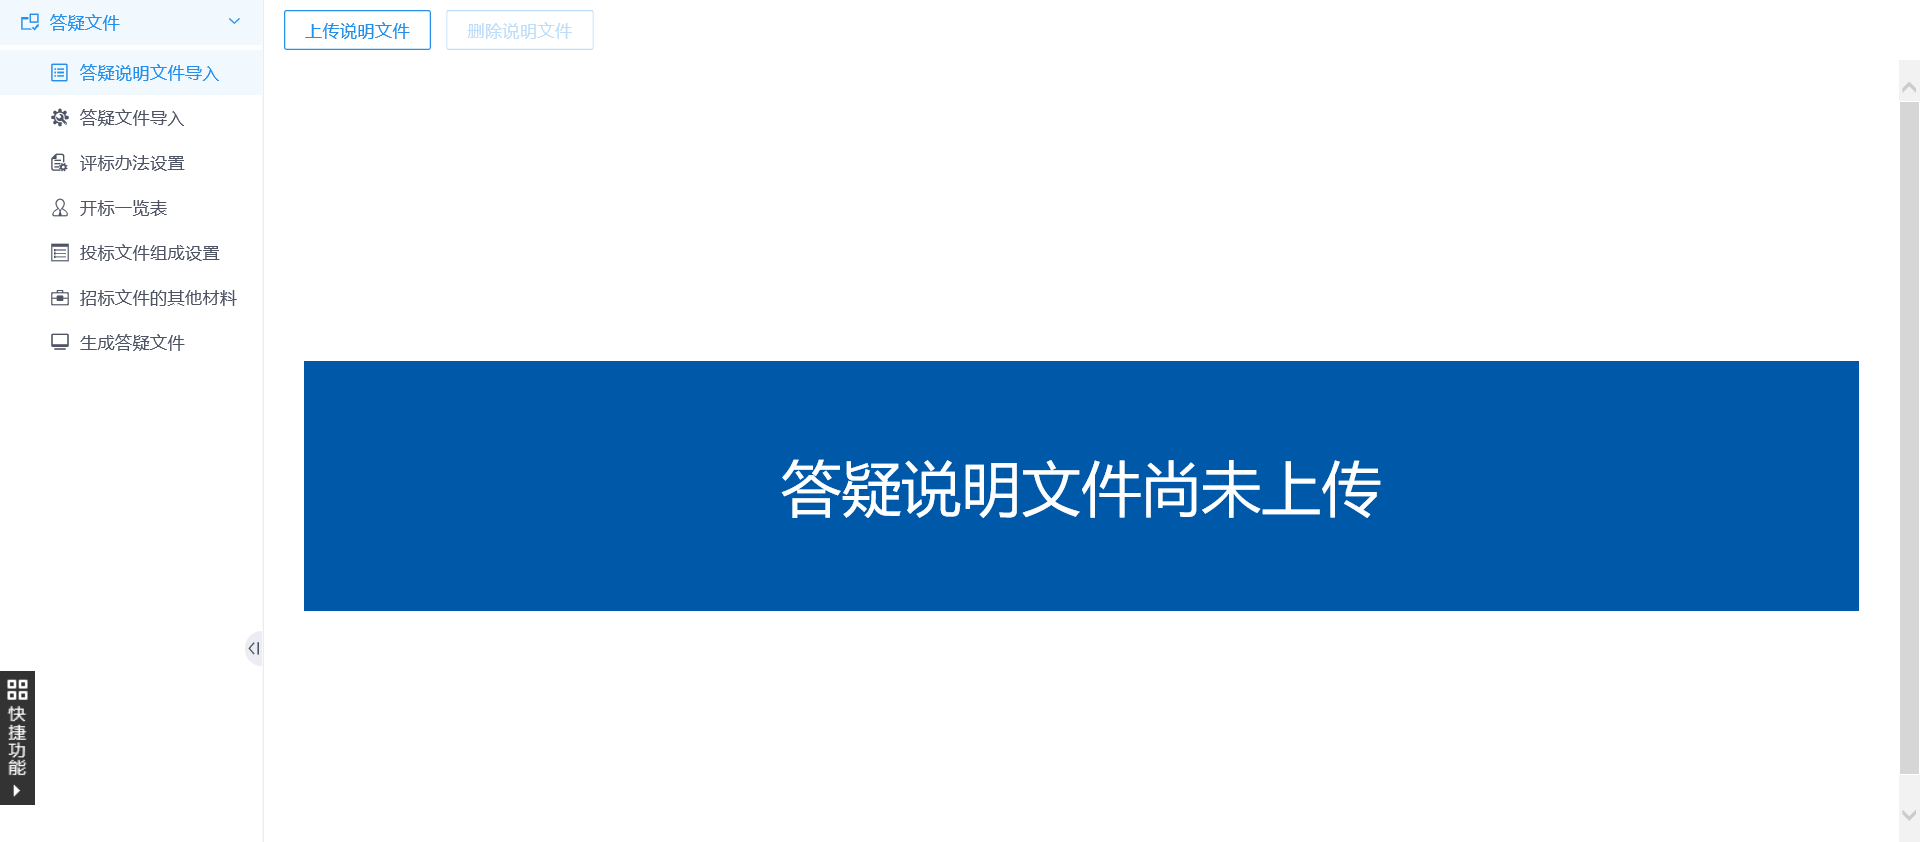 答疑文件
答疑说明文件导入
答疑文件导入
评标办法设置
开标一览表
投标文件组成设置
招标文件的其他材料
生成答疑文件
快捷功能
上传说明文件
删除说明文件
答疑说明文件尚未上传